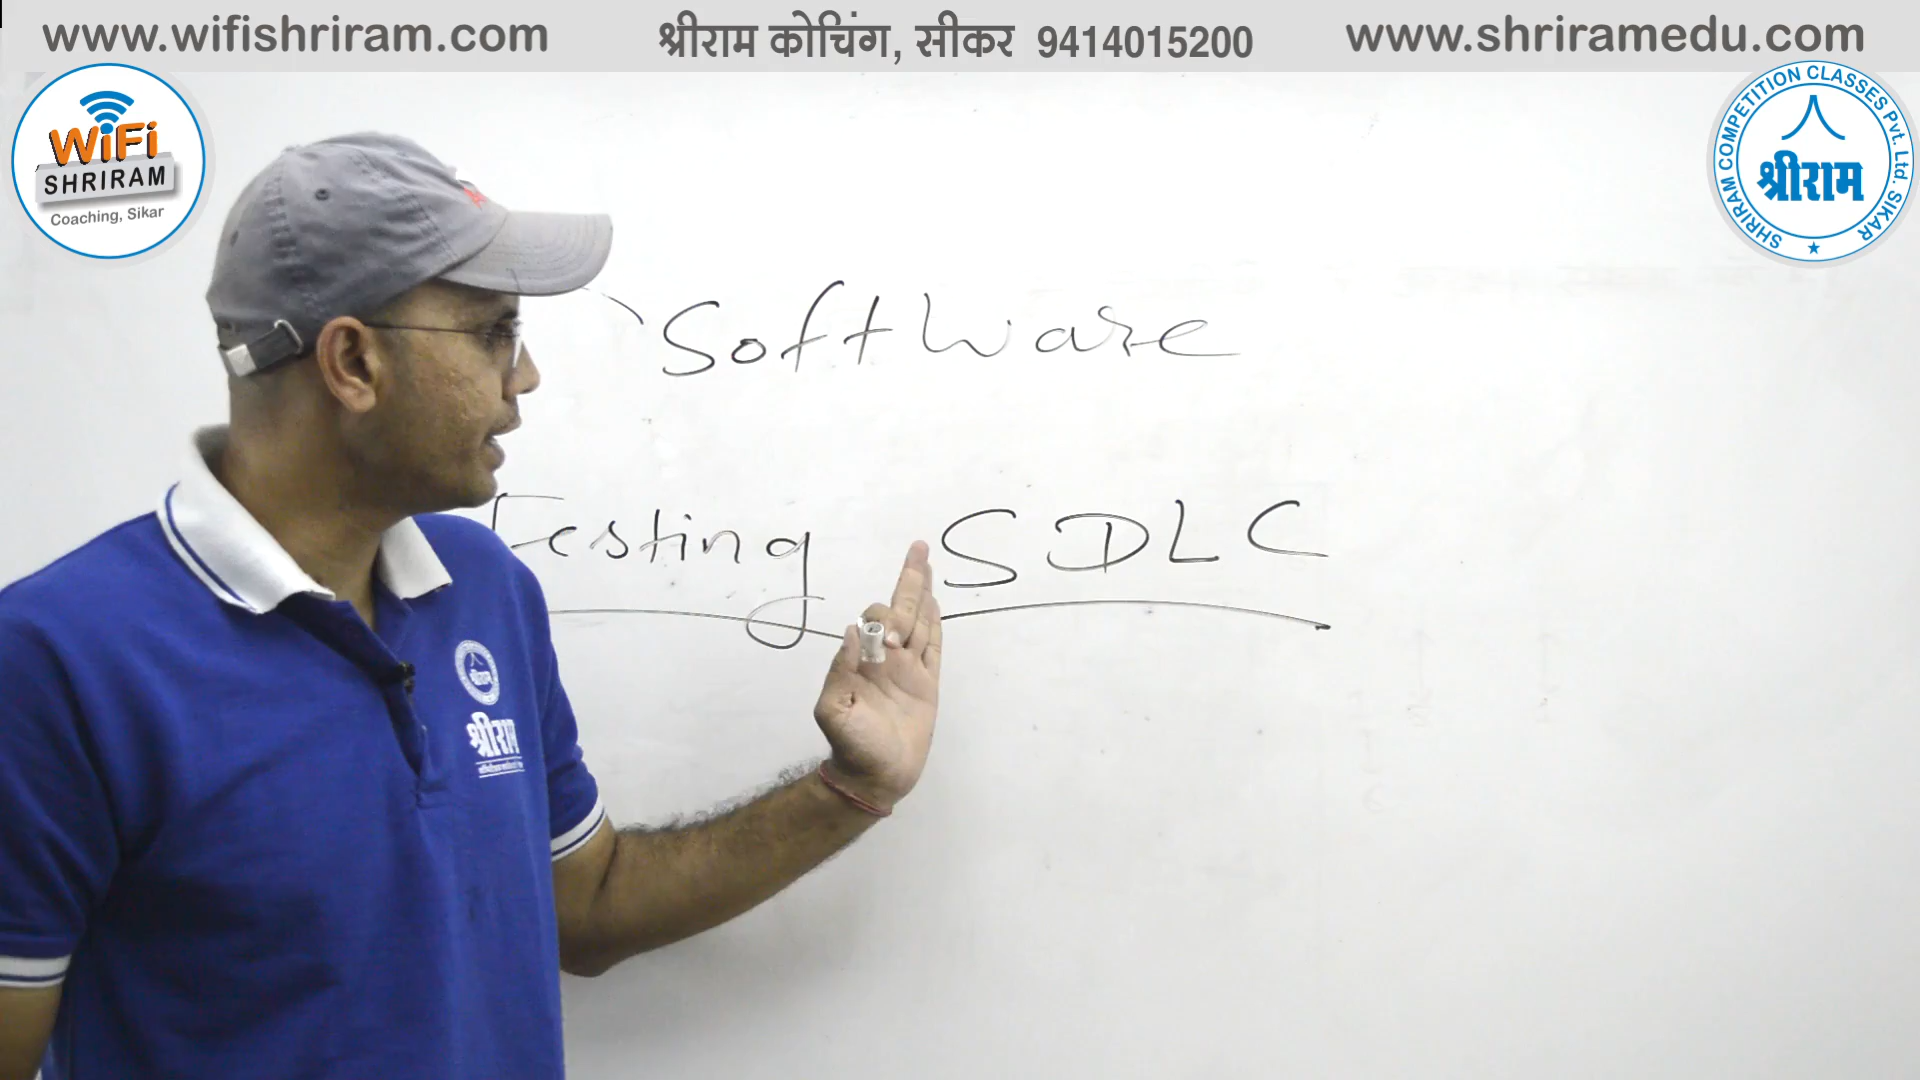 www.wifishriram.com
श्रीराम कोचिंग, सीकर 9414015200
www.shriramedu.com
WiFi
SHRIRAM
Coaching, Sikar
SHRIRAM COMPETITION CLASSES Pvt. Ltd. SIKAR
श्रीराम
Software
Testing SDLC
श्रीराम
श्रीराम